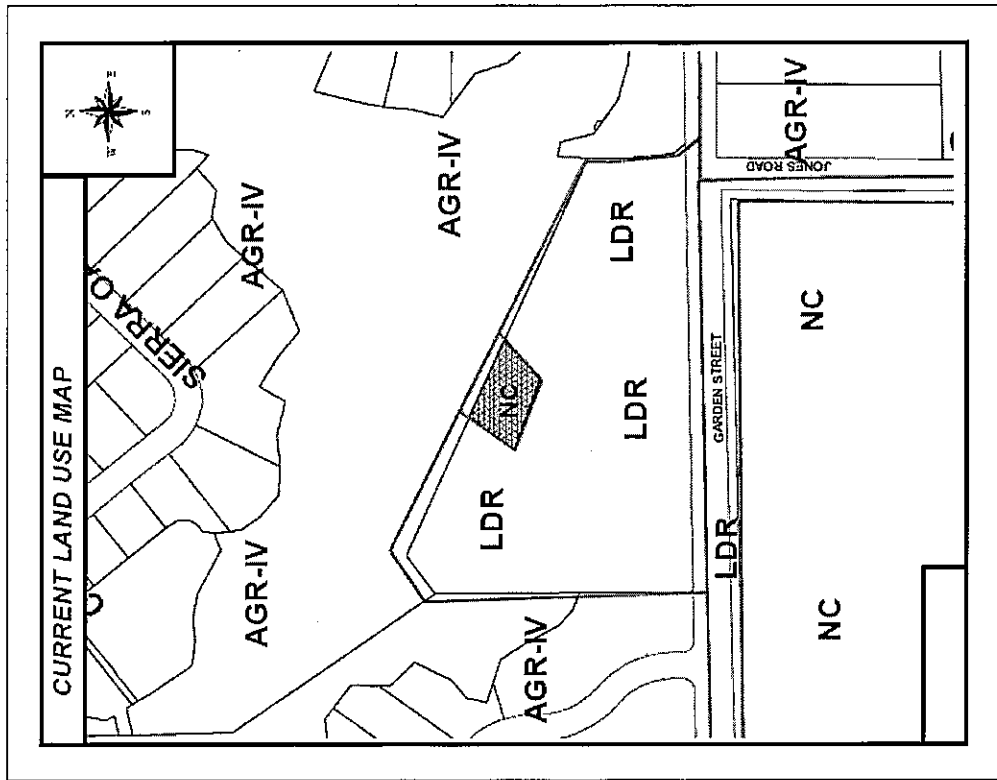 CURRENT LAND USE MAP
N
W
E
S
SIERRA
AGR-IV
AGR-IV
AGR-IV
AGR-IV
AGR-IV
NC
LDR
LDR
LDR
JONES ROAD
GARDEN STREET
LDR
NC
NC